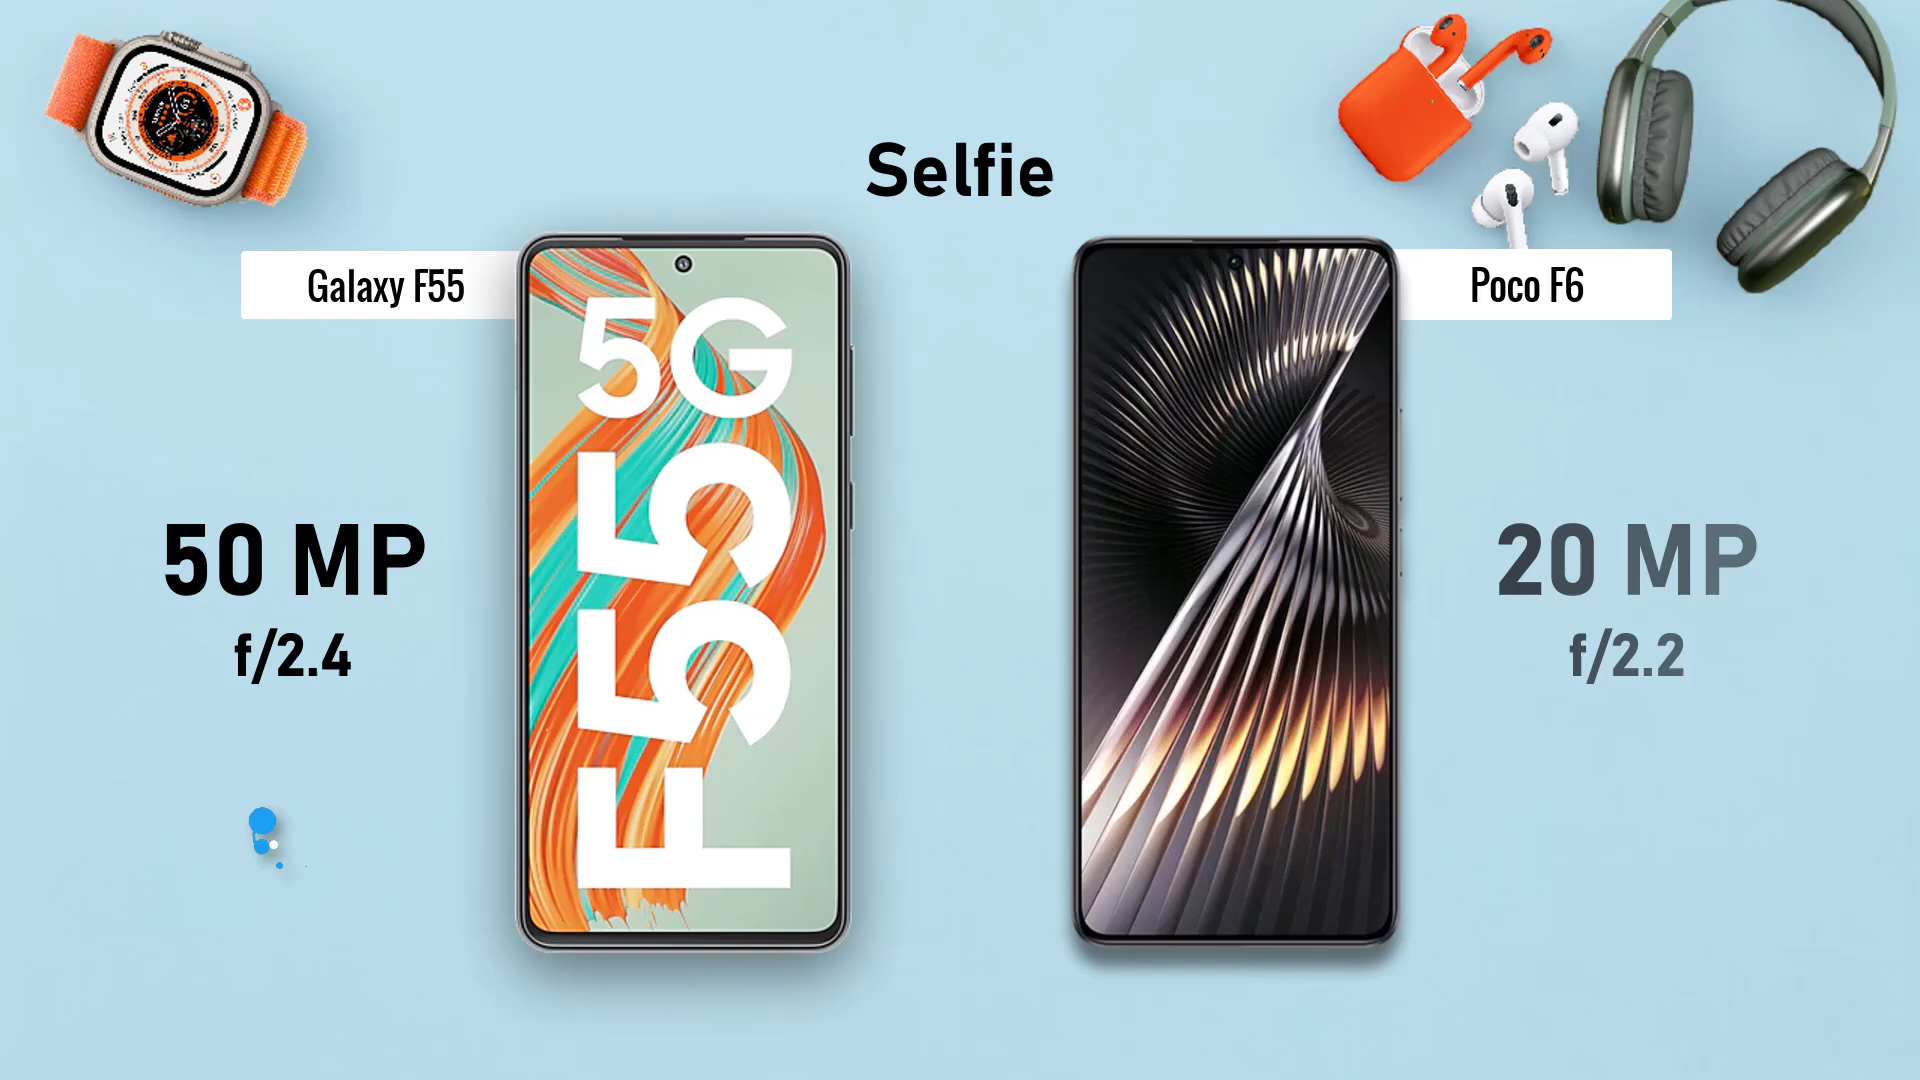 Selfie
Galaxy F55
Poco F6
5G
F55
50 MP
f/2.4
20 MP
f/2.2